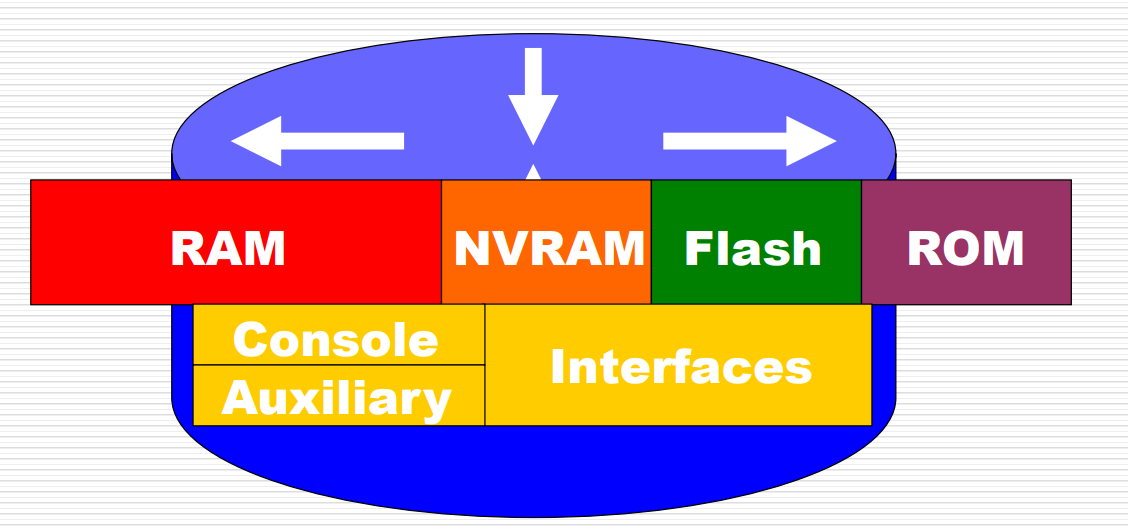 RAM
NVRAM
Flash
ROM
Console
Auxiliary
Interfaces